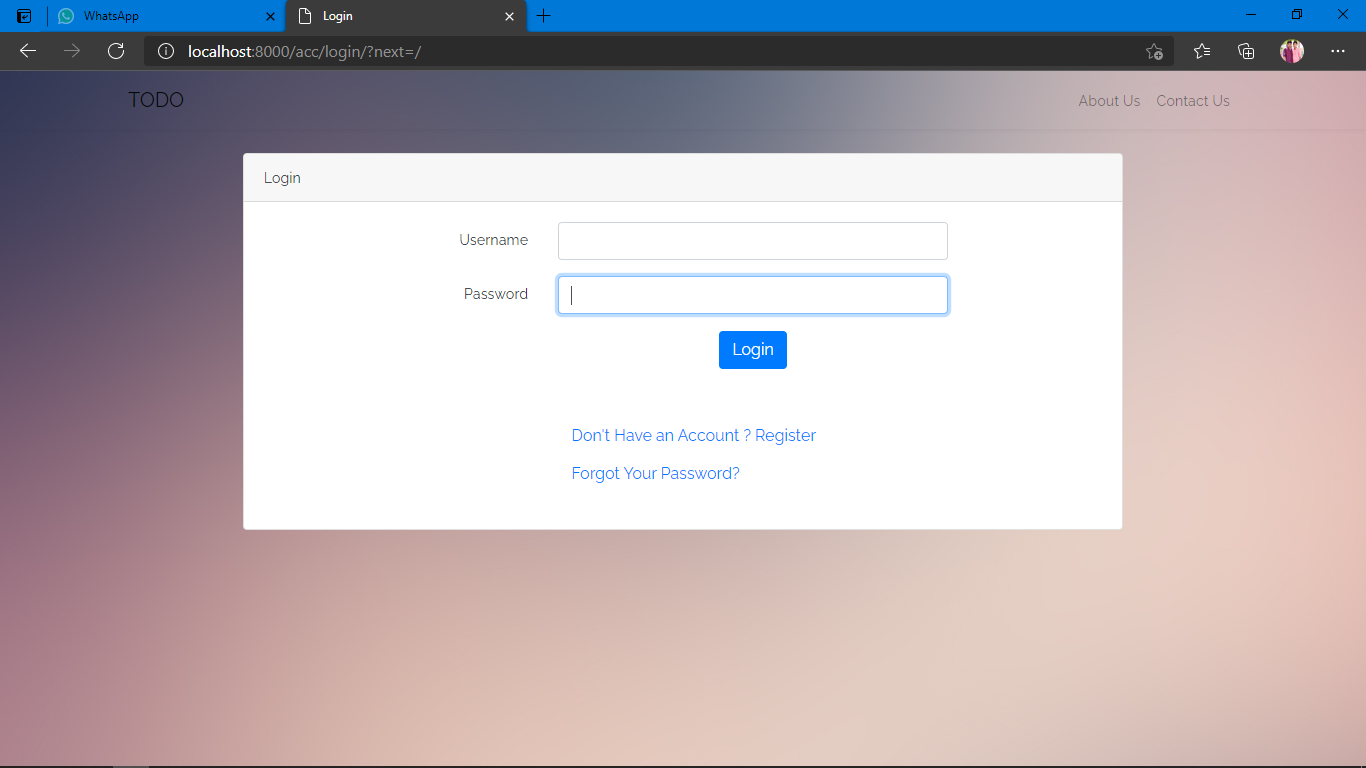 WhatsApp
Login
localhost:8000/acc/login/?next=/
TODO
About Us
Contact Us
Login
Username
Password
Login
Don't Have an Account ? Register
Forgot Your Password?